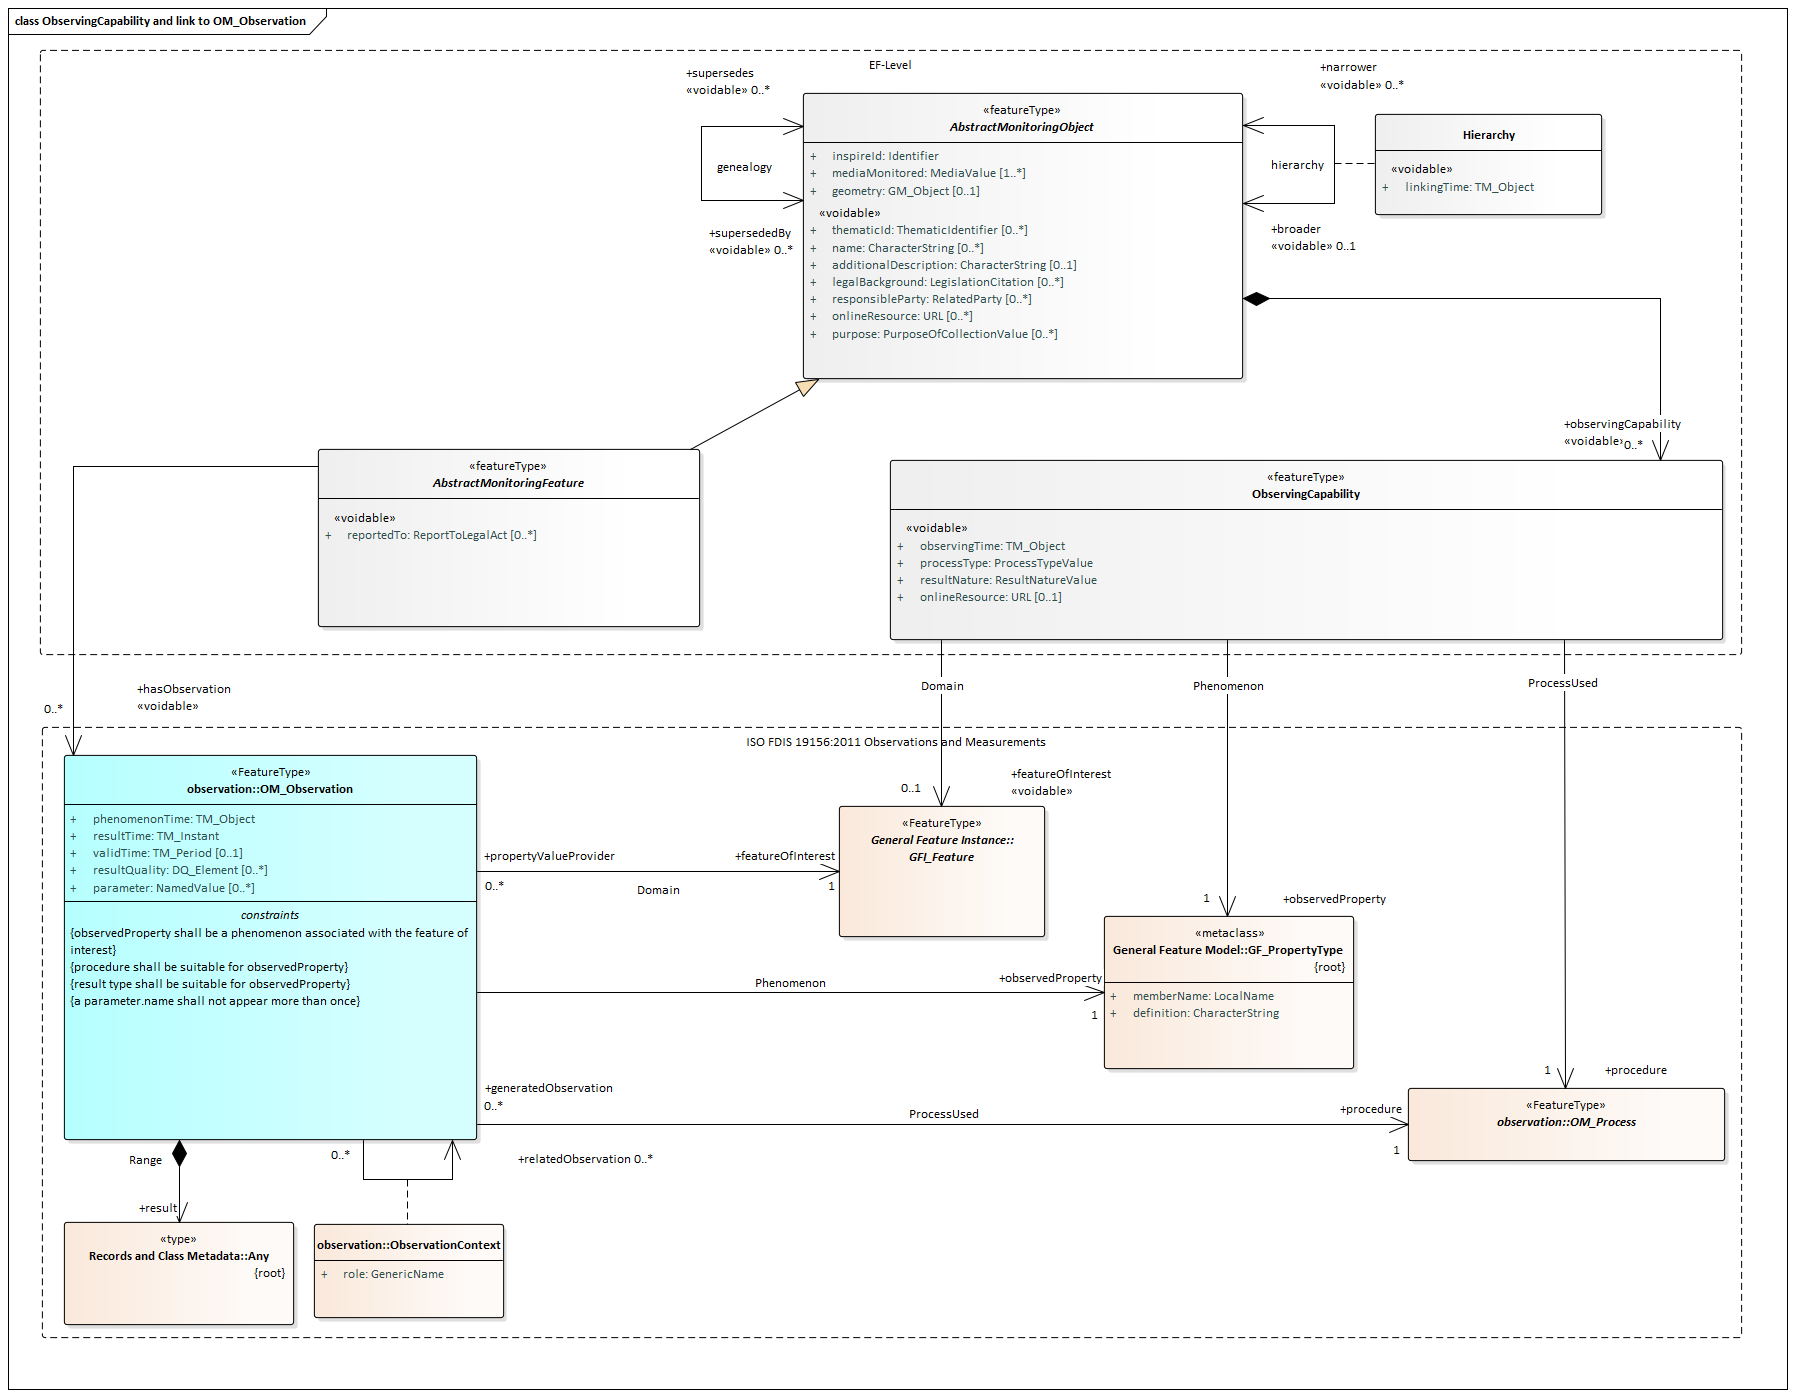 class ObservingCapability and link to OM_Observation
EF-Level
+supersedes
«voidable» 0..*
genealogy
+supersededBy
«voidable» 0..*
«featureType»
AbstractMonitoringObject
+ inspireId: Identifier
+ mediaMonitored: MediaValue [1..*]
+ geometry: GM_Object [0..1]
«voidable»
+ thematicId: ThematicIdentifier [0..*]
+ name: CharacterString [0..*]
+ additionalDescription: CharacterString [0..1]
+ legalBackground: LegislationCitation [0..*]
+ responsibleParty: RelatedParty [0..*]
+ onlineResource: URL [0..*]
+ purpose: PurposeOfCollectionValue [0..*]
+narrower
«voidable» 0..*
hierarchy
+broader
«voidable» 0..1
Hierarchy
«voidable»
+ linkingTime: TM_Object
+observingCapability
«voidable» 0..*
«featureType»
AbstractMonitoringFeature
«voidable»
+ reportedTo: ReportToLegalAct [0..*]
«featureType»
ObservingCapability
«voidable»
+ observingTime: TM_Object
+ processType: ProcessTypeValue
+ resultNature: ResultNatureValue
+ onlineResource: URL [0..1]
+hasObservation
«voidable»
0..*
Domain
Phenomenon
ProcessUsed
ISO FDIS 19156:2011 Observations and Measurements
«FeatureType»
observation::OM_Observation
+ phenomenonTime: TM_Object
+ resultTime: TM_Instant
+ validTime: TM_Period [0..1]
+ resultQuality: DQ_Element [0..*]
+ parameter: NamedValue [0..*]
constraints
{observedProperty shall be a phenomenon associated with the feature of
interest}
{procedure shall be suitable for observedProperty}
{result type shall be suitable for observedProperty}
{a parameter.name shall not appear more than once}
0..1
+featureOfInterest
«voidable»
«FeatureType»
General Feature Instance::
GFI_Feature
+propertyValueProvider
0..*
Domain
+featureOfInterest
1
1
+observedProperty
«metaclass»
General Feature Model::GF_PropertyType
{root}
+ memberName: LocalName
+ definition: CharacterString
Phenomenon
+observedProperty
1
1
+procedure
«FeatureType»
observation::OM_Process
+generatedObservation
0..*
ProcessUsed
+procedure
1
Range
+result
0..*
+relatedObservation 0..*
«type»
Records and Class Metadata::Any
{root}
observation::ObservationContext
+ role: GenericName